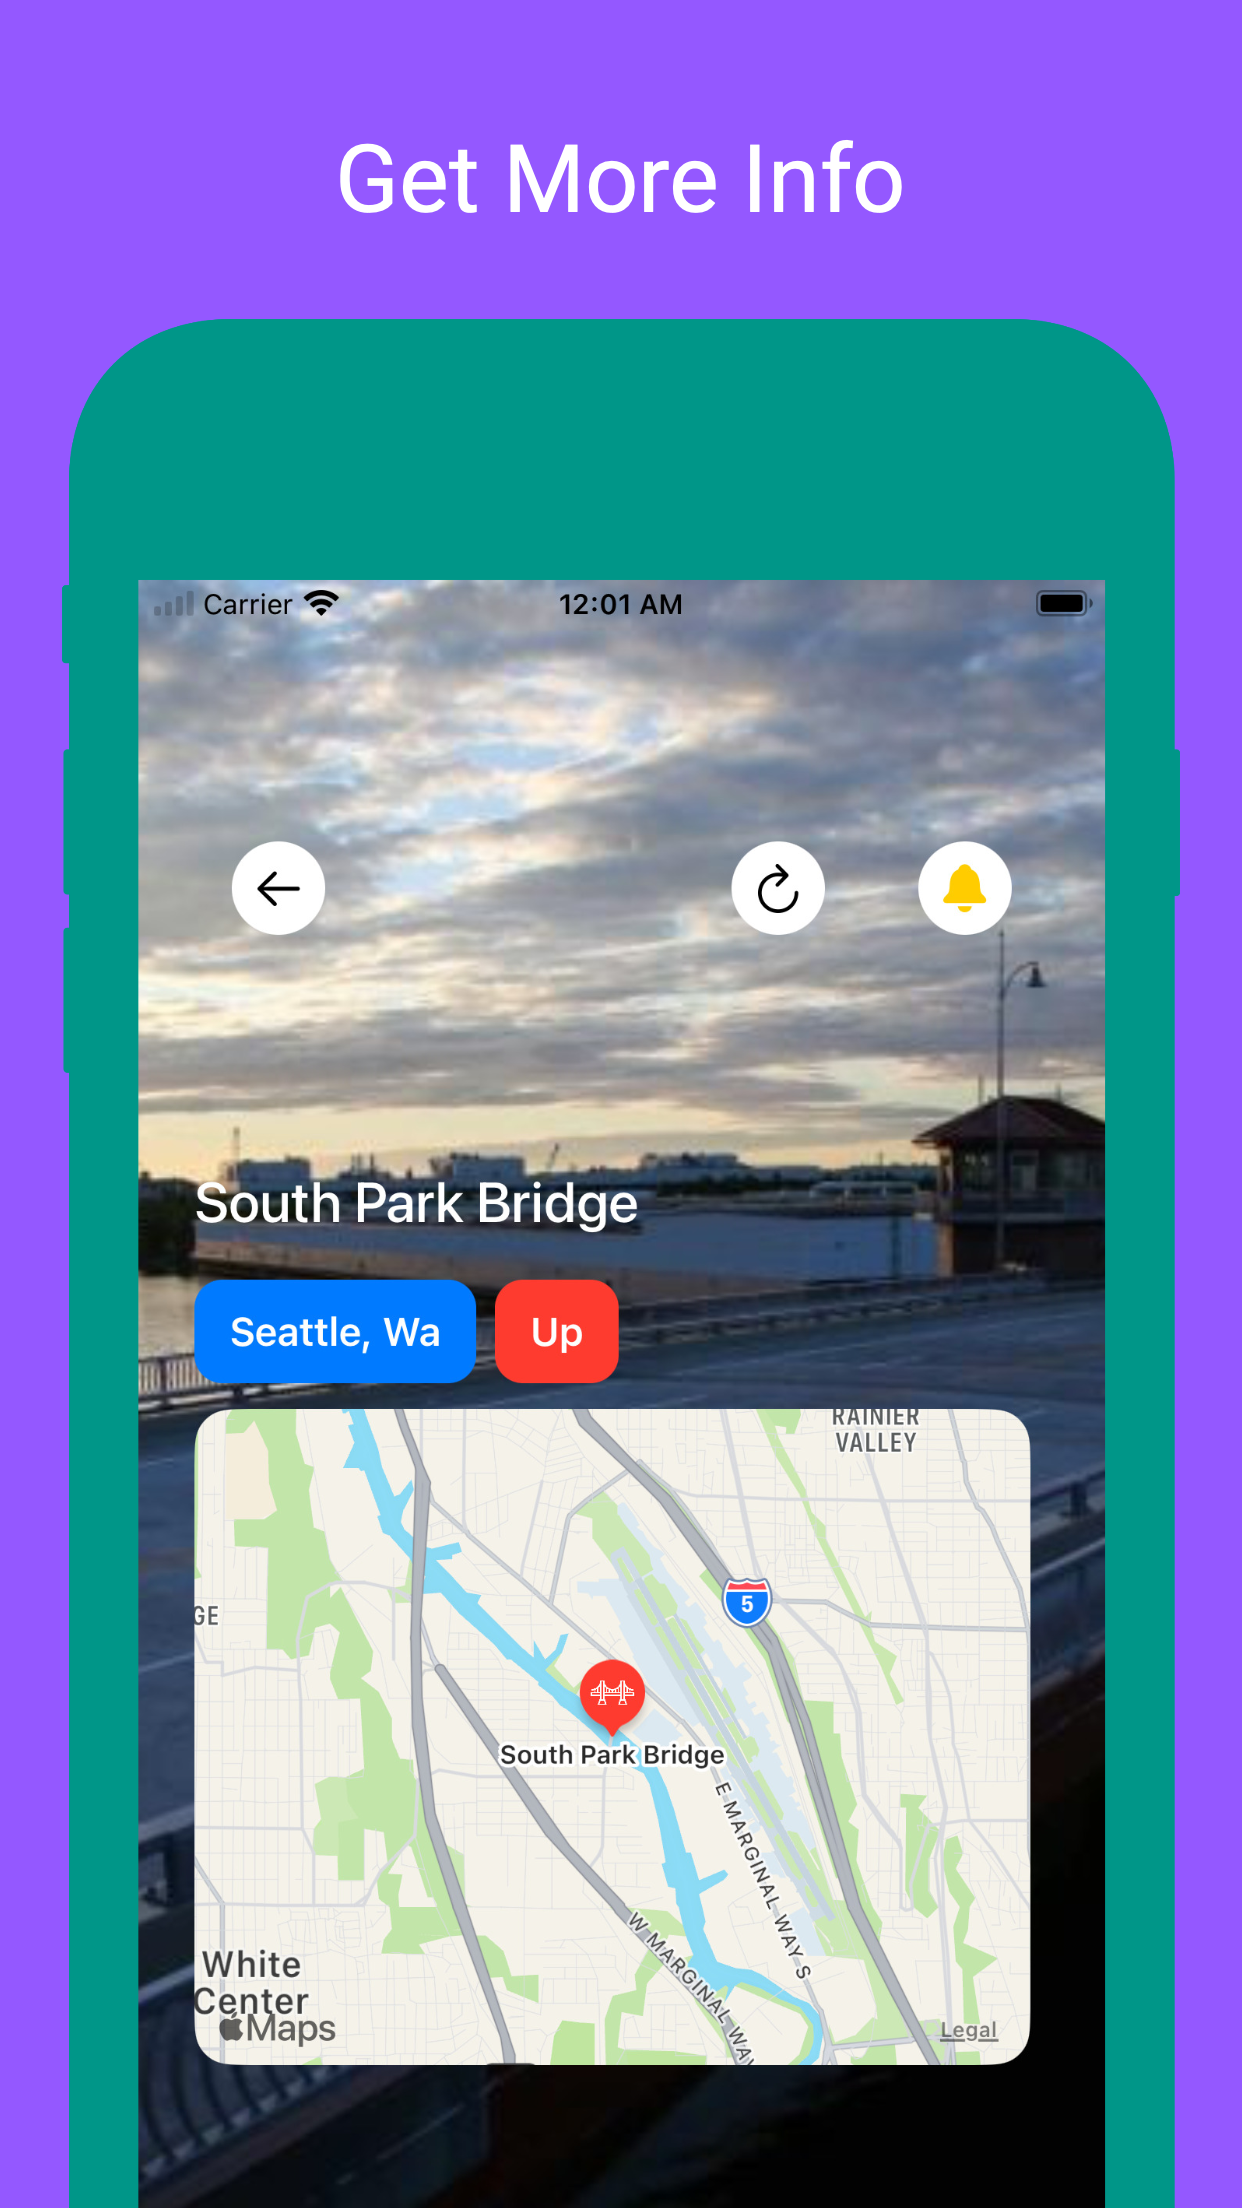 Get More Info
Carrier
12:01 AM
South Park Bridge
Seattle, Wa
Up
RAINIER
VALLEY
5
GE
South Park Bridge
E MARGINAL WAY S
W MARGINAL WAY
White
Center
Maps
Legal